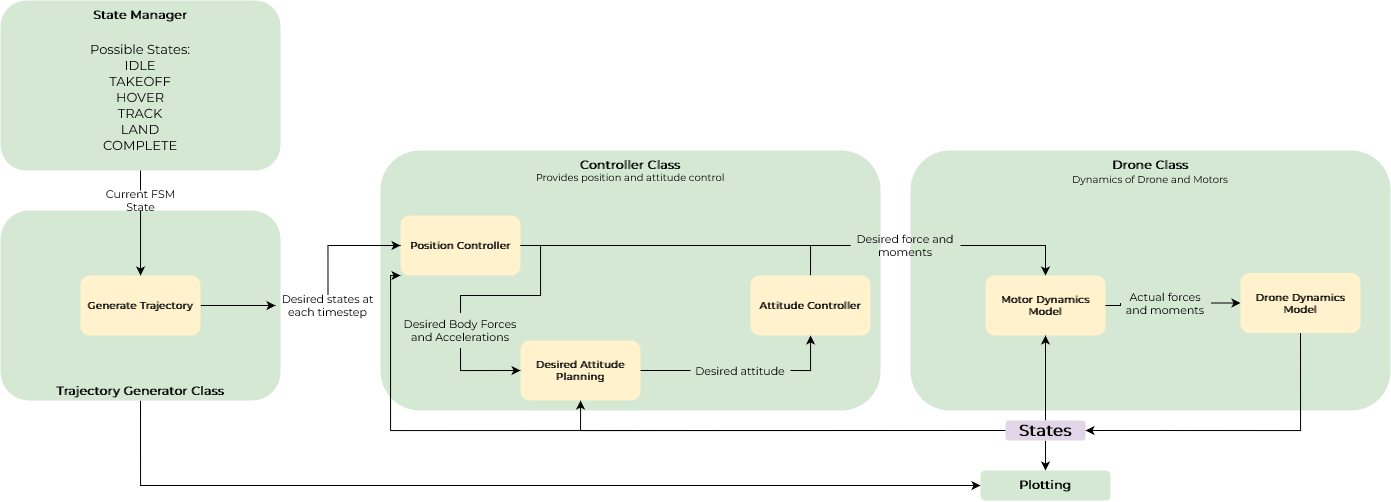 State Manager
Possible States:
IDLE
TAKEOFF
HOVER
TRACK
LAND
COMPLETE
Current FSM
State
Generate Trajectory
Trajectory Generator Class
Desired states at
each timestep
Controller Class
Provides position and attitude control
Position Controller
Desired Body Forces
and Accelerations
Desired Attitude
Planning
Desired attitude
Attitude Controller
Desired force and
moments
Drone Class
Dynamics of Drone and Motors
Motor Dynamics
Model
Actual forces
and moments
Drone Dynamics
Model
States
Plotting